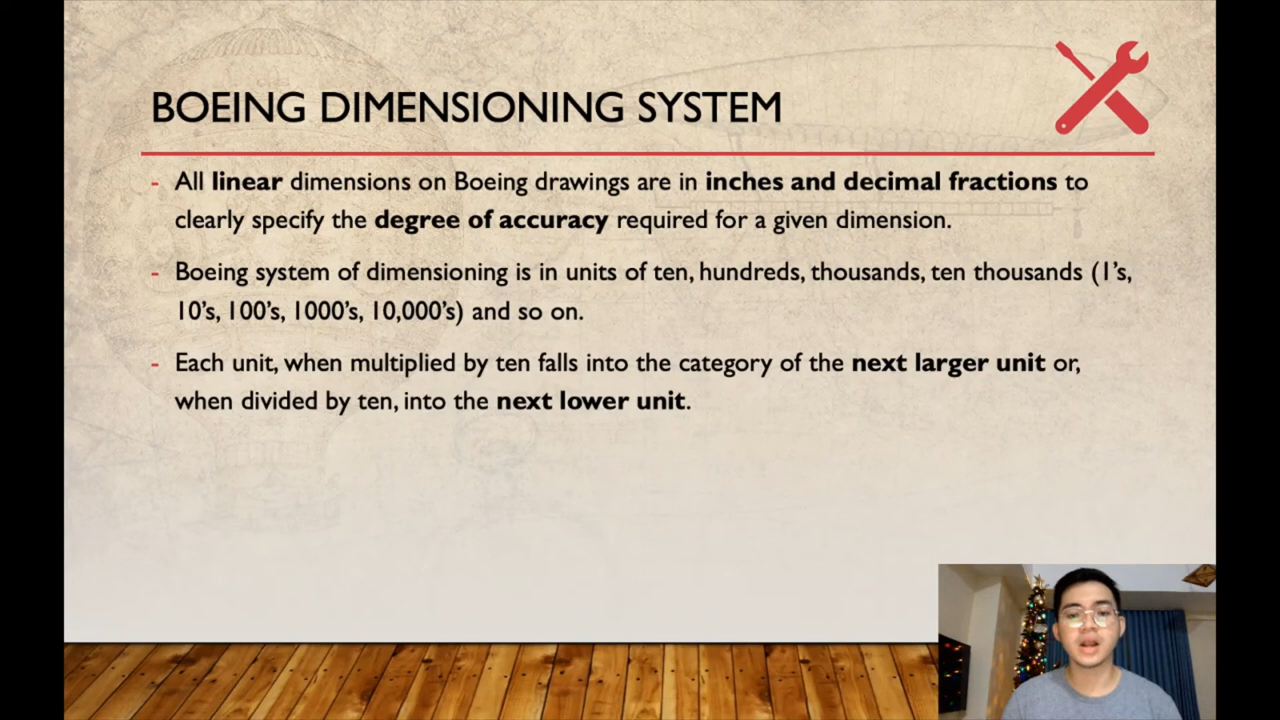 BOEING DIMENSIONING SYSTEM
- All linear dimensions on Boeing drawings are in inches and decimal fractions to
clearly specify the degree of accuracy required for a given dimension.
- Boeing system of dimensioning is in units of ten, hundreds, thousands, ten thousands (1’s,
10’s, 100’s, 1000’s, 10,000’s) and so on.
- Each unit, when multiplied by ten falls into the category of the next larger unit or,
when divided by ten, into the next lower unit.